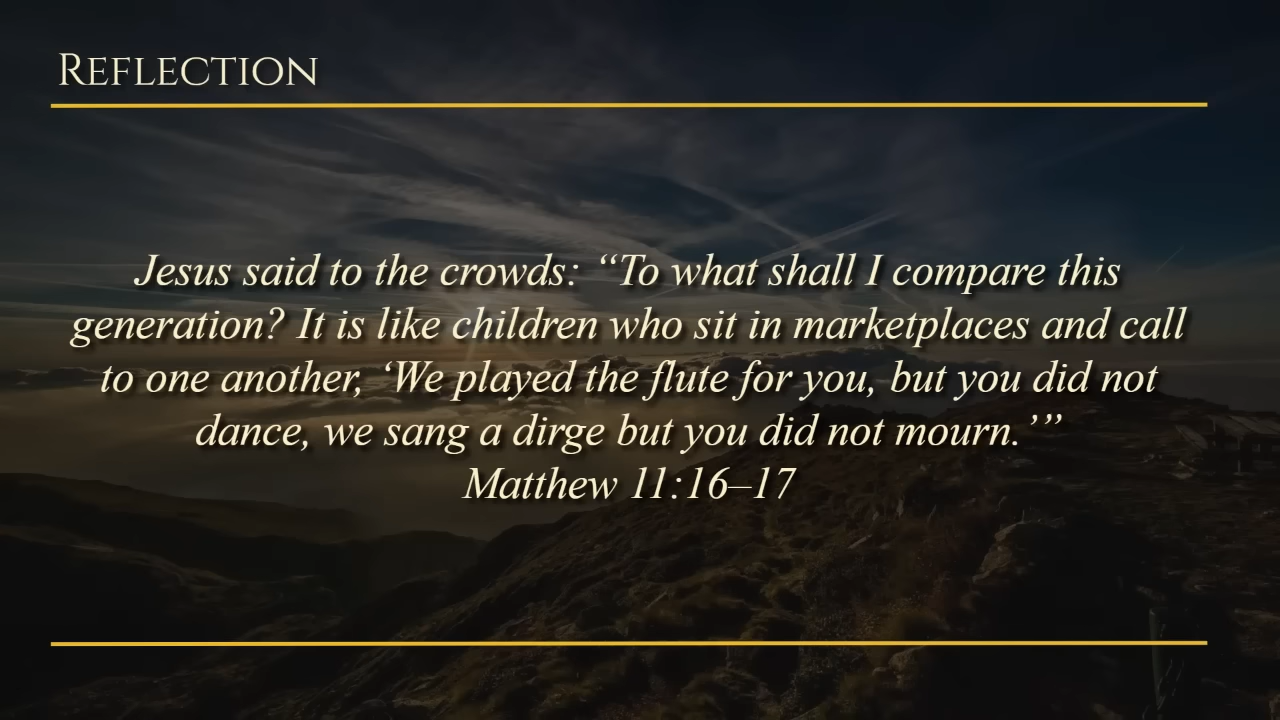 Reflection
Jesus said to the crowds: “To what shall I compare this
generation? It is like children who sit in marketplaces and call
to one another, ‘We played the flute for you, but you did not
dance, we sang a dirge but you did not mourn.’”
Matthew 11:16–17